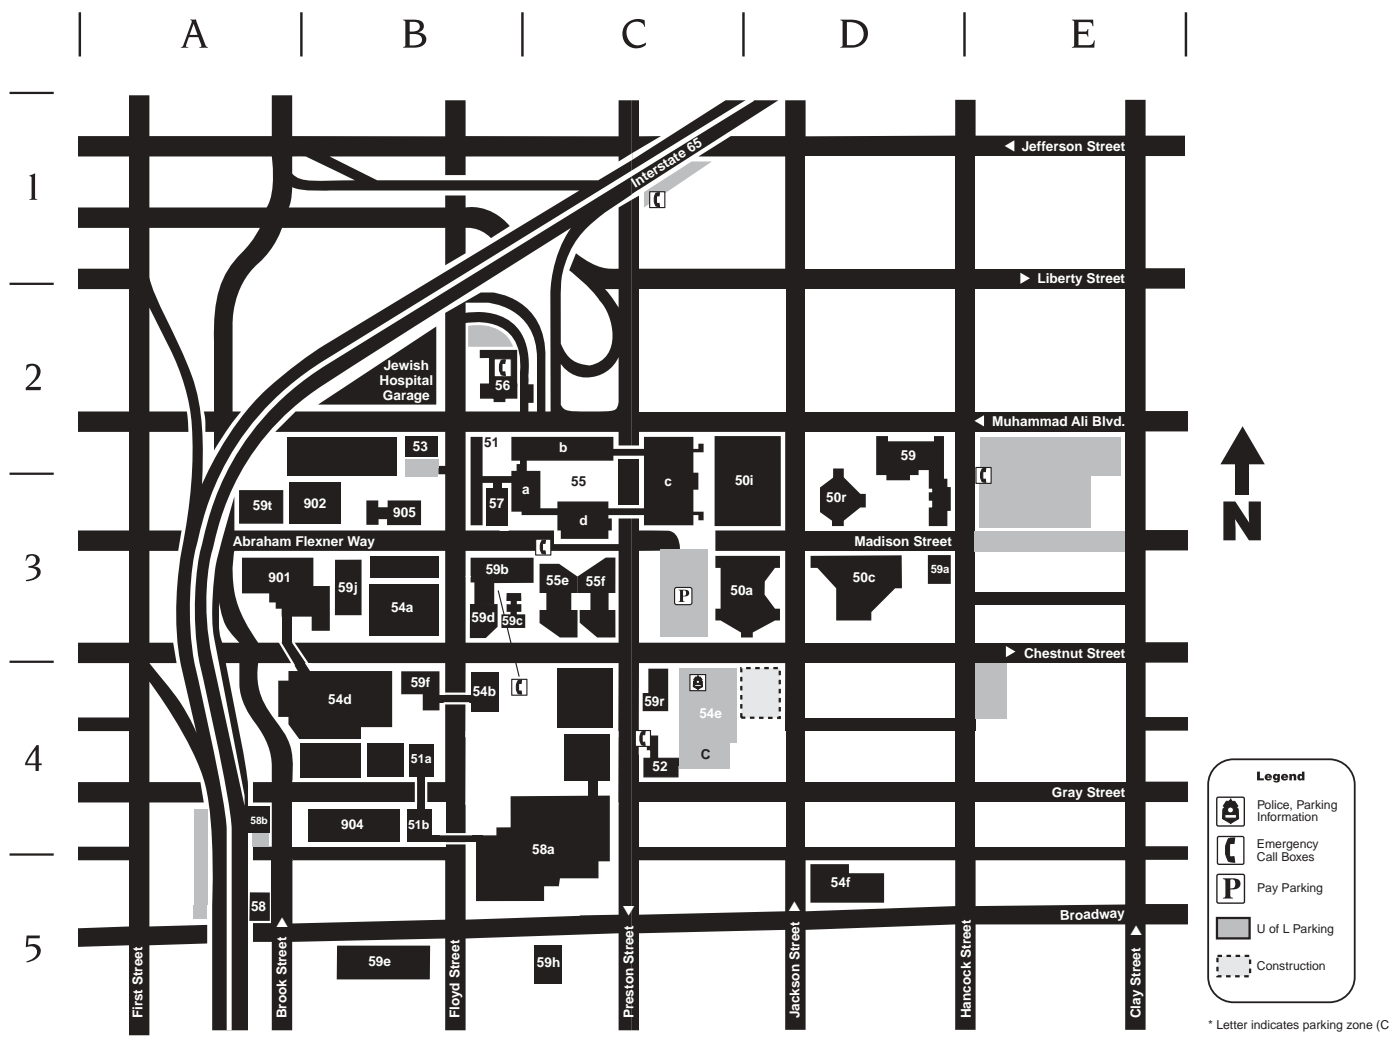 A B C D E
1
Jefferson Street
Interstate 65
Liberty Street
2
Jewish
Hospital
Garage
56
Muhammad Ali Blvd.
53
51
b
59
55
a
c
50i
50r
59t
902
905
57
d
Abraham Flexner Way
Madison Street
3
901
59j
54a
59b
59d
59c
55e
55f
P
50a
50c
59a
Chestnut Street
N
54d
59f
54b
59r
54e
4
51a
52
C
Gray Street
58b
904
51b
58a
54f
58
Broadway
5
59e
59h
First Street
Brook Street
Floyd Street
Preston Street
Jackson Street
Hancock Street
Clay Street
Legend
Police, Parking
Information
Emergency
Call Boxes
P
Pay Parking
U of L Parking
Construction
* Letter indicates parking zone (C